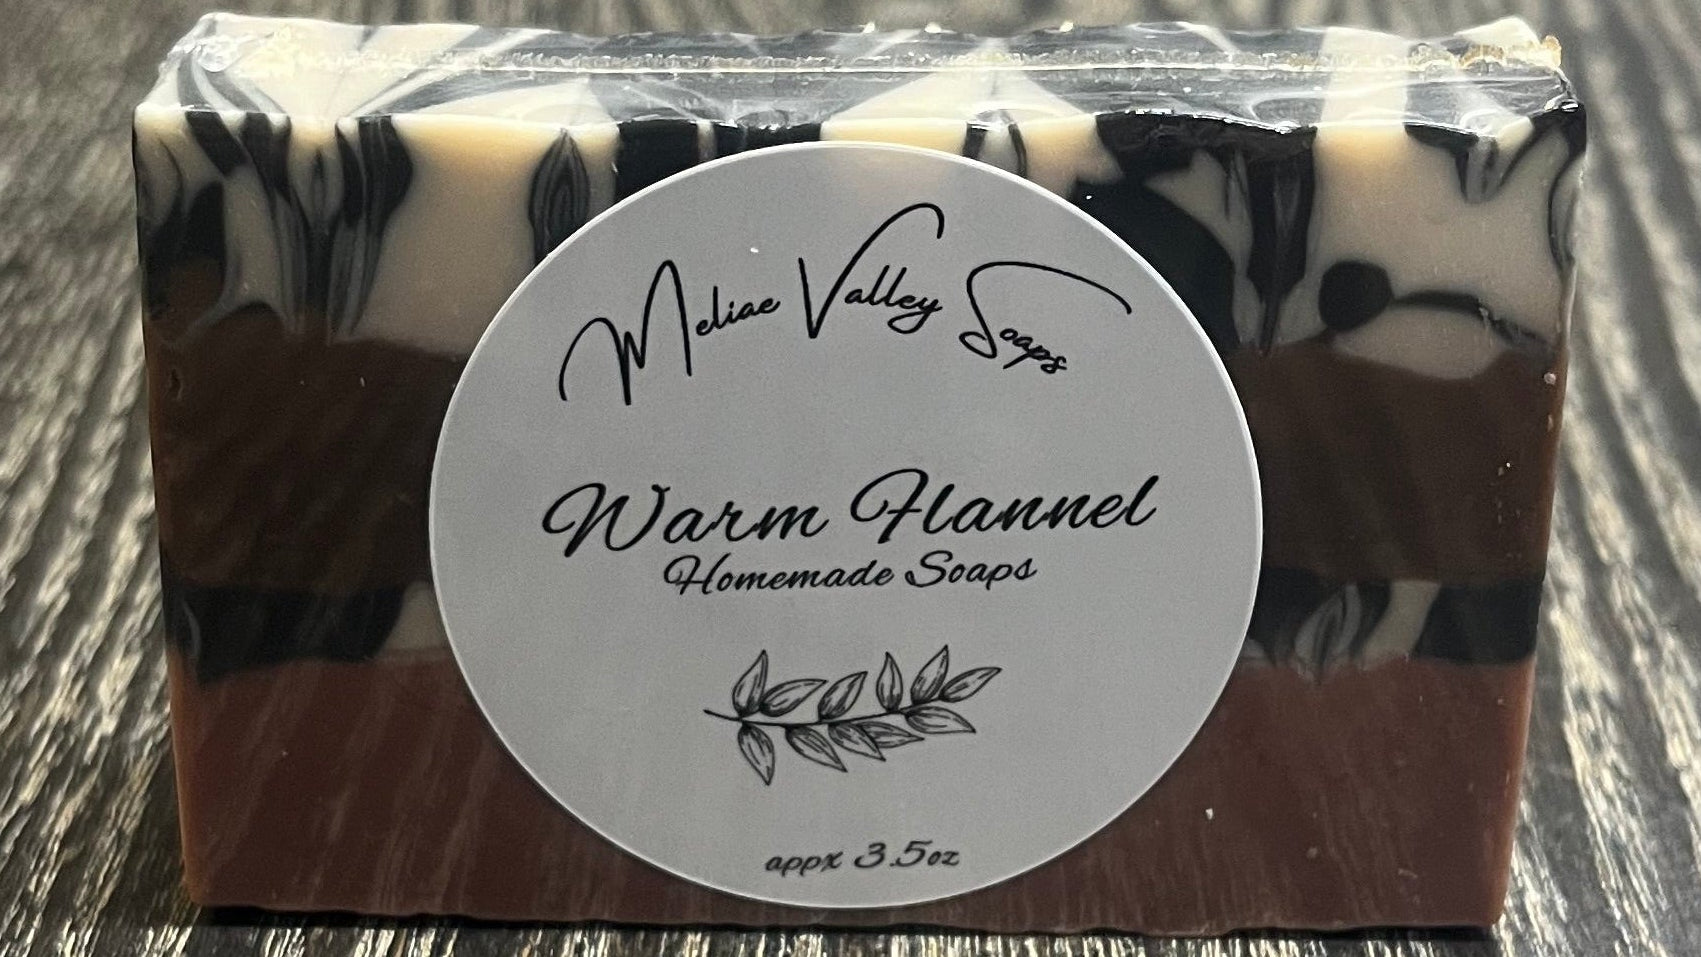 Meliae Valley Soaps
Warm Flannel
Homemade Soaps
appx 3.5oz